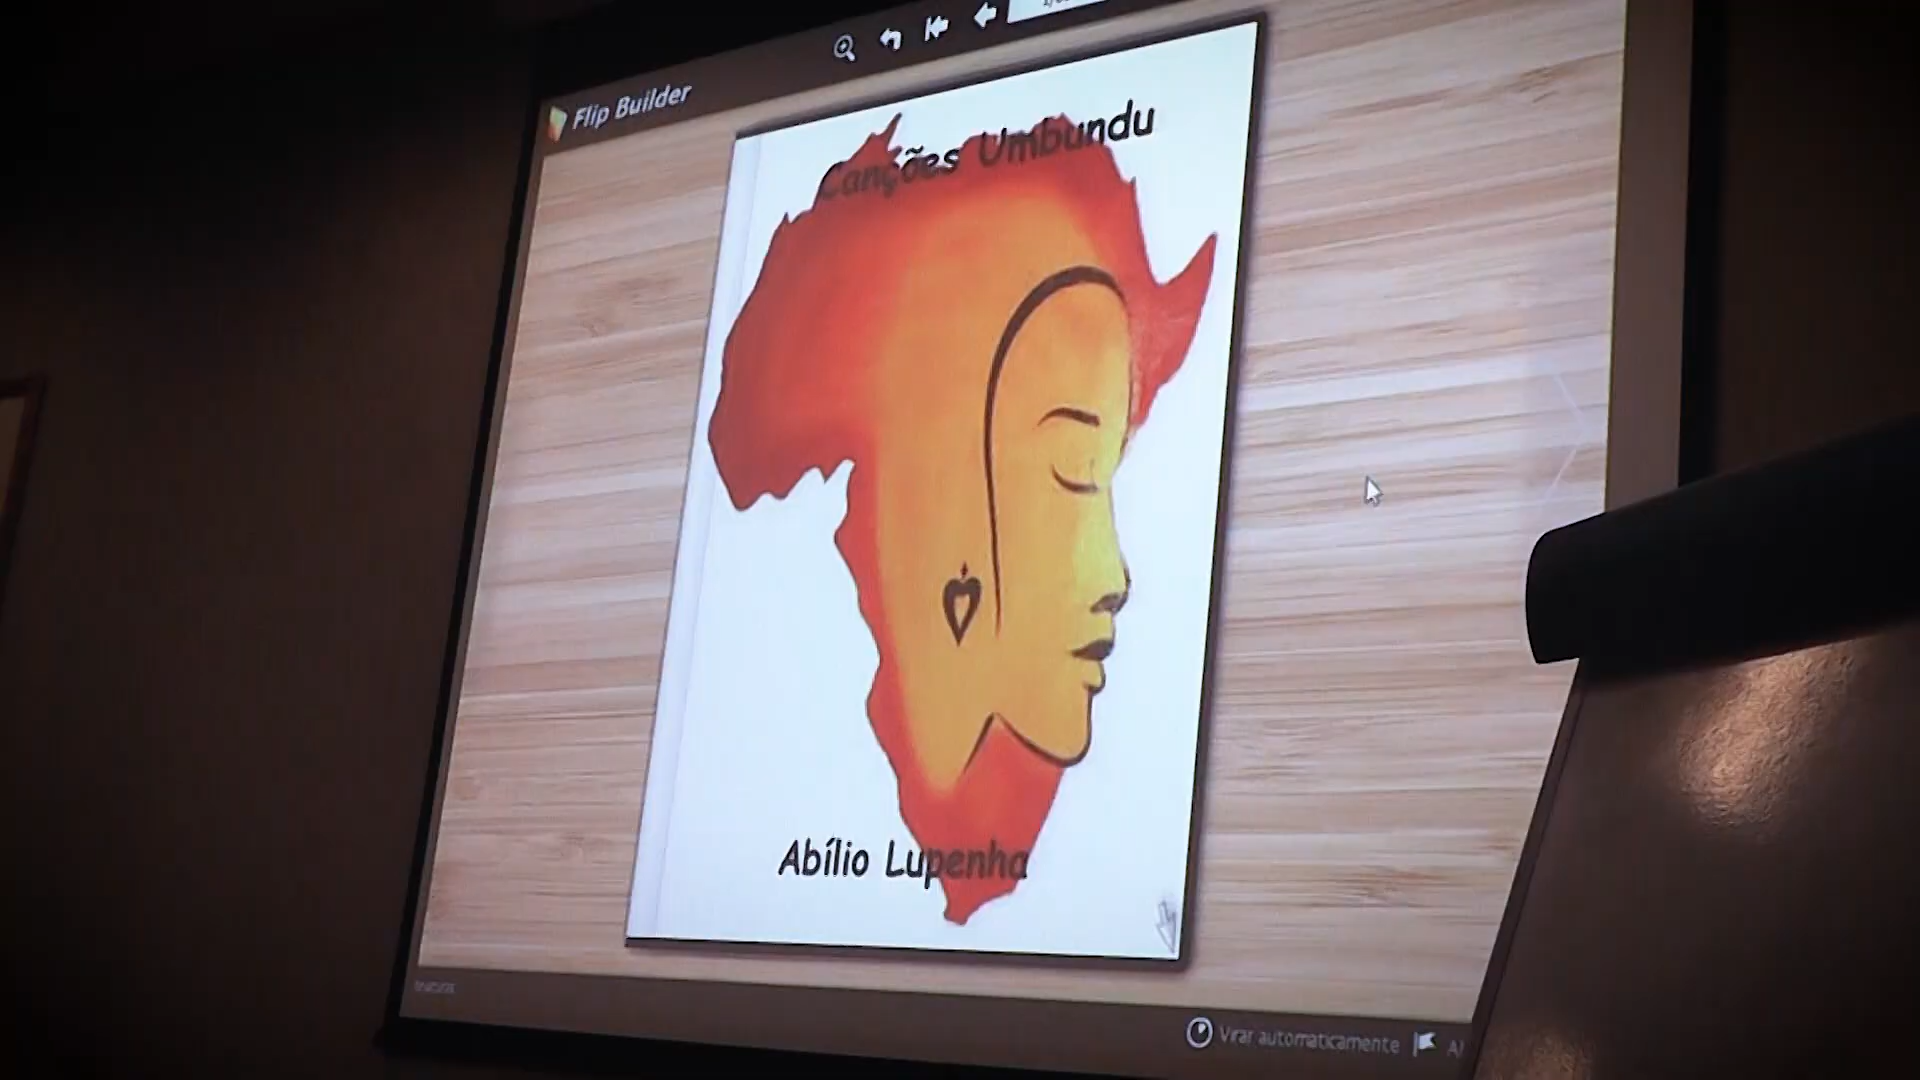 Flip Builder
Canções Umbundu
Abílio Lupenha
Virar automaticamente